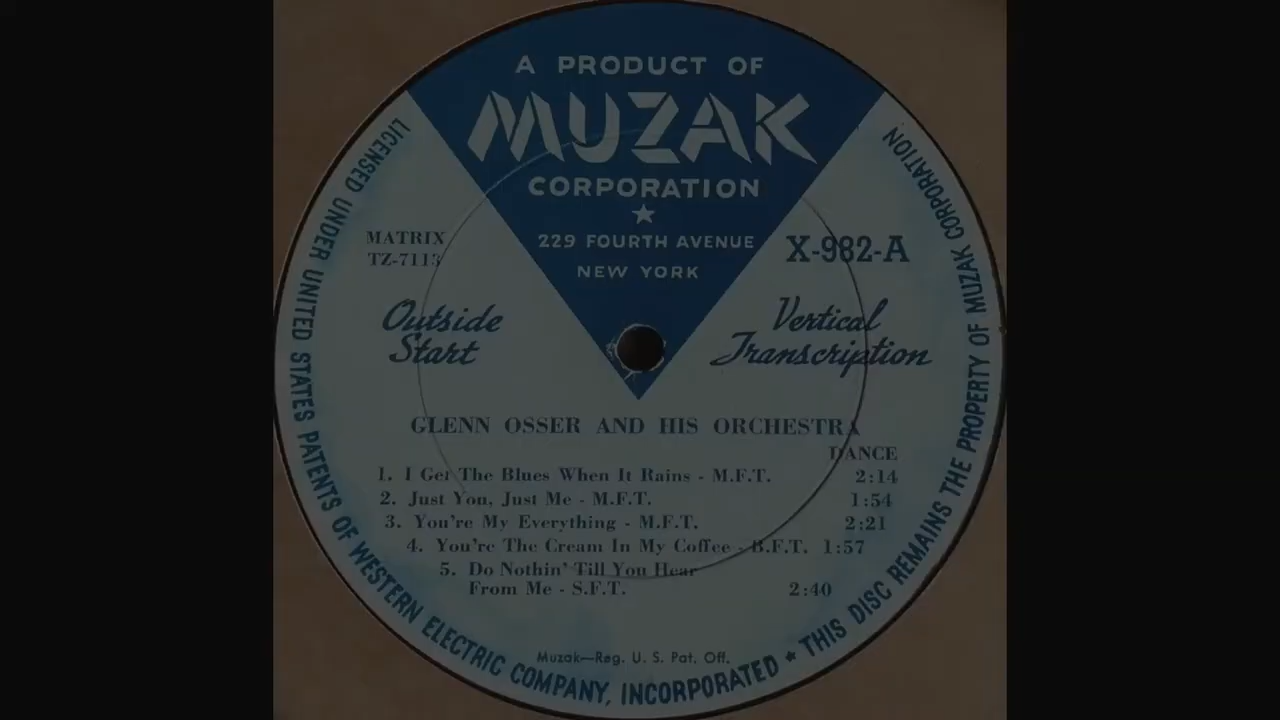 A PRODUCT OF
MUZAK
CORPORATION
229 FOURTH AVENUE
NEW YORK
MATRIX
TZ-7113
X-982-A
Outside
Start
Vertical
Transcription
GLENN OSSER AND HIS ORCHESTRA
DANCE
1. I Get The Blues When It Rains - M.F.T. 2:14
2. Just You, Just Me - M.F.T. 1:54
3. You're My Everything - M.F.T. 2:21
4. You're The Cream In My Coffee - B.F.T. 1:57
5. Do Nothin' Till You Hear
From Me - S.F.T. 2:40
Muzak—Reg. U. S. Pat. Off.
LICENSED UNDER UNITED STATES PATENTS OF WESTERN ELECTRIC COMPANY, INCORPORATED * THIS DISC REMAINS THE PROPERTY OF MUZAK CORPORATION